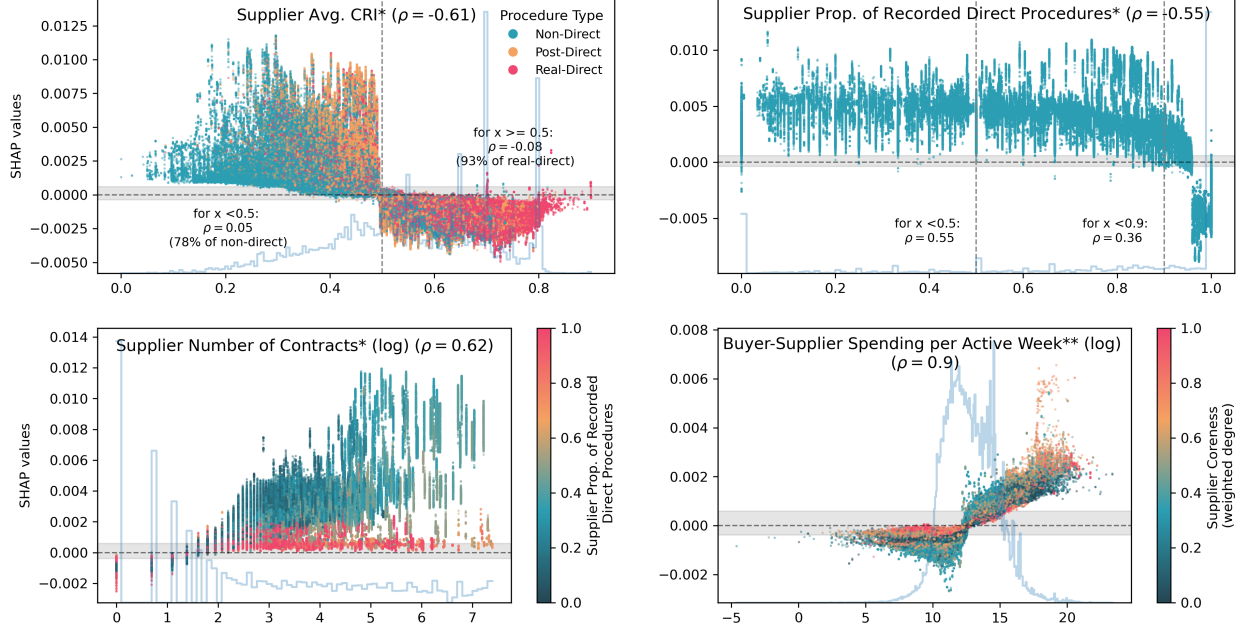 Supplier Avg. CRI* (ρ = -0.61)
Procedure Type
Non-Direct
Post-Direct
Real-Direct
0.0125
0.0100
0.0075
0.0050
0.0025
0.0000
−0.0025
−0.0050
SHAP values
for x >= 0.5:
ρ = -0.08
(93% of real-direct)
for x <0.5:
ρ = 0.05
(78% of non-direct)
0.0 0.2 0.4 0.6 0.8
Supplier Prop. of Recorded Direct Procedures* (ρ = -0.55)
0.010
0.005
0.000
−0.005
for x <0.5:
ρ = 0.55
for x <0.9:
ρ = 0.36
0.0 0.2 0.4 0.6 0.8 1.0
Supplier Number of Contracts* (log) (ρ = 0.62)
0.014
0.012
0.010
0.008
0.006
0.004
0.002
0.000
−0.002
SHAP values
0 1 2 3 4 5 6 7
1.0
0.8
0.6
0.4
0.2
0.0
Supplier Prop. of Recorded
Direct Procedures
Buyer-Supplier Spending per Active Week** (log)
(ρ = 0.9)
0.008
0.006
0.004
0.002
0.000
−0.002
−5 0 5 10 15 20
1.0
0.8
0.6
0.4
0.2
0.0
Supplier Coreness
(weighted degree)